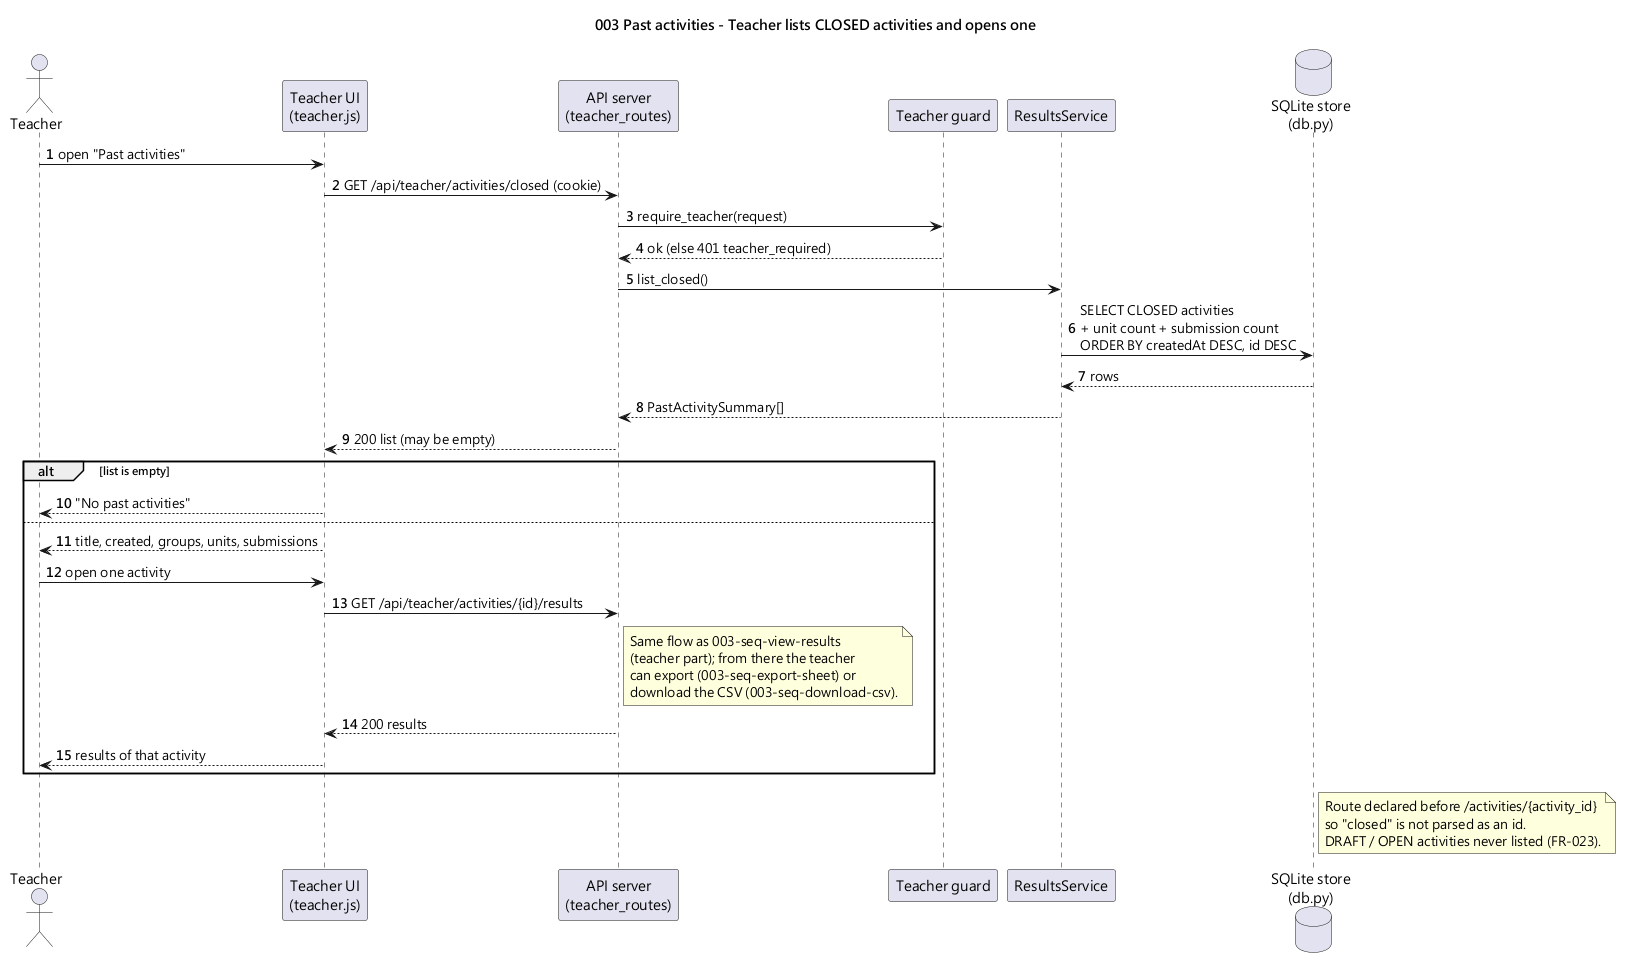 003 Past activities - Teacher lists CLOSED activities and opens one
Teacher
Teacher UI
(teacher.js)
API server
(teacher_routes)
Teacher guard
ResultsService
SQLite store
(db.py)
1 open "Past activities"
2 GET /api/teacher/activities/closed (cookie)
3 require_teacher(request)
4 ok (else 401 teacher_required)
5 list_closed()
SELECT CLOSED activities
6 + unit count + submission count
ORDER BY createdAt DESC, id DESC
7 rows
8 PastActivitySummary[]
9 200 list (may be empty)
alt [list is empty]
10 "No past activities"
11 title, created, groups, units, submissions
12 open one activity
13 GET /api/teacher/activities/{id}/results
Same flow as 003-seq-view-results
(teacher part); from there the teacher
can export (003-seq-export-sheet) or
download the CSV (003-seq-download-csv).
14 200 results
15 results of that activity
Route declared before /activities/{activity_id}
so "closed" is not parsed as an id.
DRAFT / OPEN activities never listed (FR-023).
Teacher
Teacher UI
(teacher.js)
API server
(teacher_routes)
Teacher guard
ResultsService
SQLite store
(db.py)